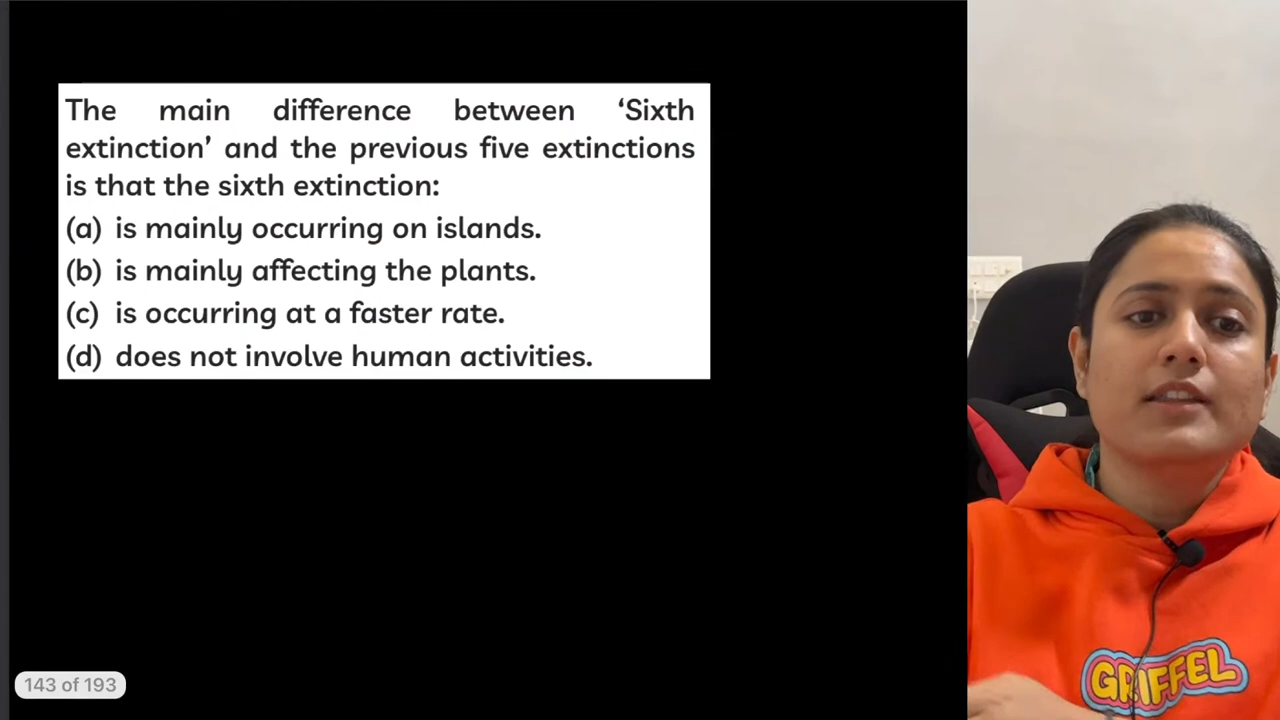 The main difference between ‘Sixth
extinction’ and the previous five extinctions
is that the sixth extinction:
(a) is mainly occurring on islands.
(b) is mainly affecting the plants.
(c) is occurring at a faster rate.
(d) does not involve human activities.
143 of 193
GRIFFEL